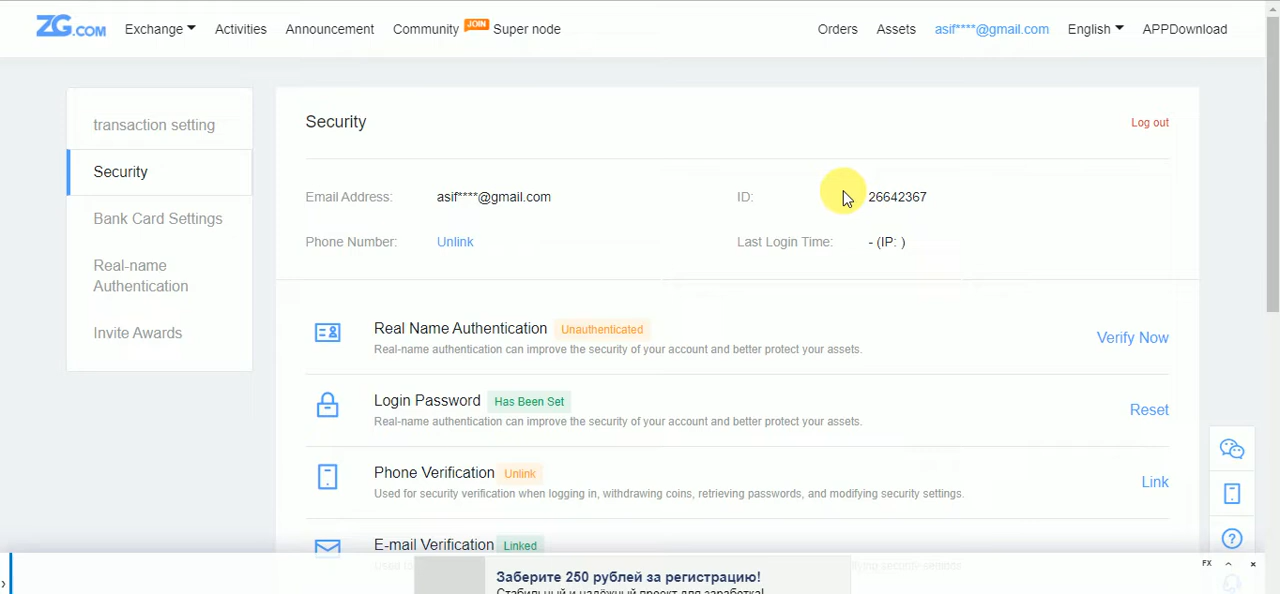 ZG.COM Exchange Activities Announcement Community JOIN Super node Orders Assets asif****@gmail.com English APPDownload
transaction setting
Security
Bank Card Settings
Real-name
Authentication
Invite Awards
Security Log out
Email Address: asif****@gmail.com ID: 26642367
Phone Number: Unlink Last Login Time: - (IP: )
Real Name Authentication Unauthenticated
Real-name authentication can improve the security of your account and better protect your assets.
Verify Now
Login Password Has Been Set
Real-name authentication can improve the security of your account and better protect your assets.
Reset
Phone Verification Unlink
Used for security verification when logging in, withdrawing coins, retrieving passwords, and modifying security settings.
Link
E-mail Verification Linked
FX
Заберите 250 рублей за регистрацию!
Стабильный и надёжный проект для заработка!